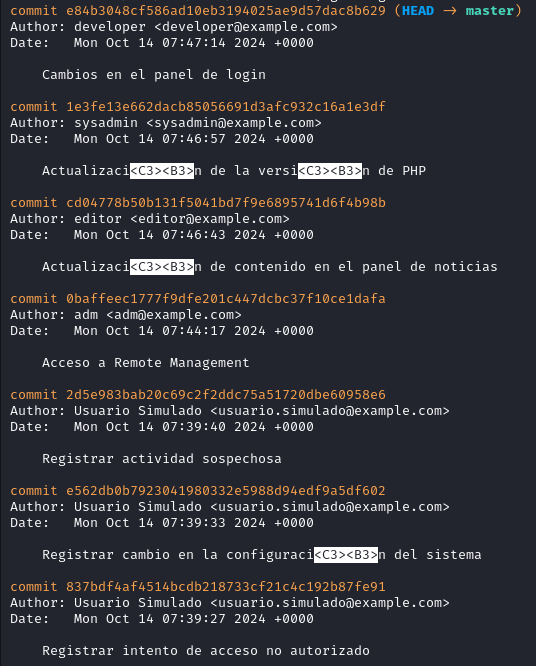 commit e84b3048cf586ad10eb3194025ae9d57dac8b629 (HEAD -> master)
Author: developer <developer@example.com>
Date:   Mon Oct 14 07:47:14 2024 +0000
Cambios en el panel de login
commit 1e3fe13e662dacb85056691d3afc932c16a1e3df
Author: sysadmin <sysadmin@example.com>
Date:   Mon Oct 14 07:46:57 2024 +0000
Actualizaci<C3><B3>n de la versi<C3><B3>n de PHP
commit cd04778b50b131f5041bd7f9e6895741d6f4b98b
Author: editor <editor@example.com>
Date:   Mon Oct 14 07:46:43 2024 +0000
Actualizaci<C3><B3>n de contenido en el panel de noticias
commit 0baffeec1777f9dfe201c447dcbc37f10ce1dafa
Author: adm <adm@example.com>
Date:   Mon Oct 14 07:44:17 2024 +0000
Acceso a Remote Management
commit 2d5e983bab20c69c2f2ddc75a51720dbe60958e6
Author: Usuario Simulado <usuario.simulado@example.com>
Date:   Mon Oct 14 07:39:40 2024 +0000
Registrar actividad sospechosa
commit e562db0b7923041980332e5988d94edf9a5df602
Author: Usuario Simulado <usuario.simulado@example.com>
Date:   Mon Oct 14 07:39:33 2024 +0000
Registrar cambio en la configuraci<C3><B3>n del sistema
commit 837bdf4af4514bcdb218733cf21c4c192b87fe91
Author: Usuario Simulado <usuario.simulado@example.com>
Date:   Mon Oct 14 07:39:27 2024 +0000
Registrar intento de acceso no autorizado